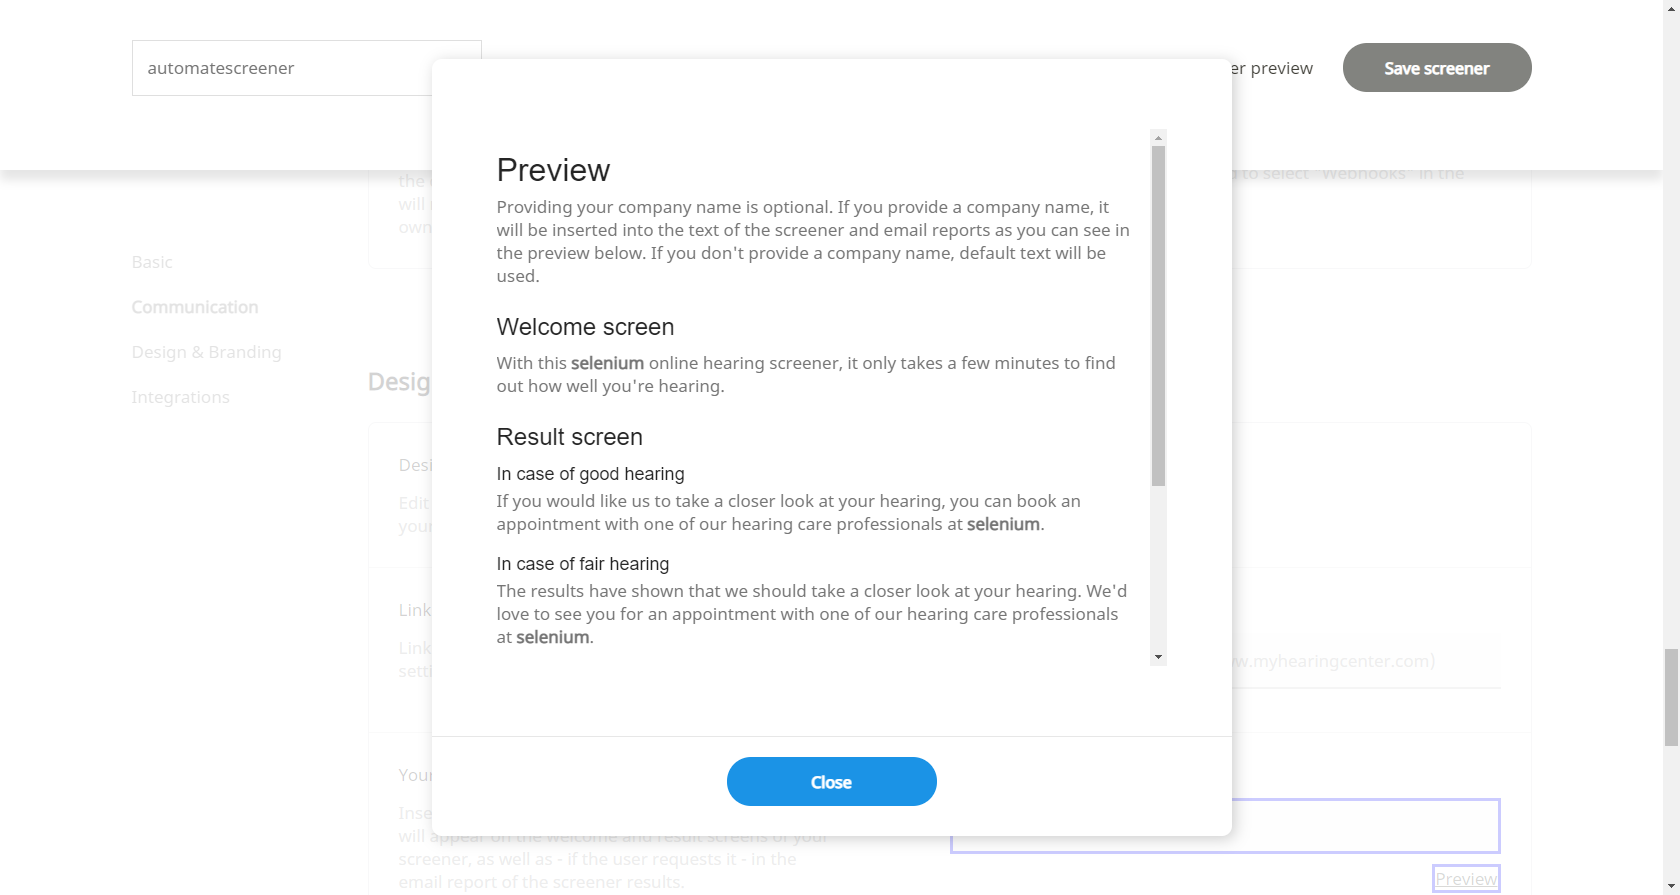 automatescreener
er preview
Save screener
the
will
own
to select "Webhooks" in the
Basic
Communication
Design & Branding
Integrations
Desig
Desi
Edit
your
Link
Link
setti
w.myhearingcenter.com)
Your
Inse
will appear on the welcome and result screens of your
screener, as well as - if the user requests it - in the
email report of the screener results.
Preview
Preview
Providing your company name is optional. If you provide a company name, it
will be inserted into the text of the screener and email reports as you can see in
the preview below. If you don't provide a company name, default text will be
used.
Welcome screen
With this selenium online hearing screener, it only takes a few minutes to find
out how well you're hearing.
Result screen
In case of good hearing
If you would like us to take a closer look at your hearing, you can book an
appointment with one of our hearing care professionals at selenium.
In case of fair hearing
The results have shown that we should take a closer look at your hearing. We'd
love to see you for an appointment with one of our hearing care professionals
at selenium.
Close